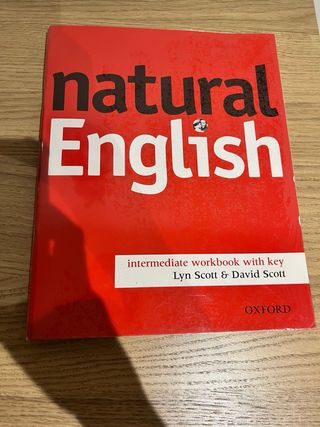 natural
English
intermediate workbook with key
Lyn Scott & David Scott
OXFORD